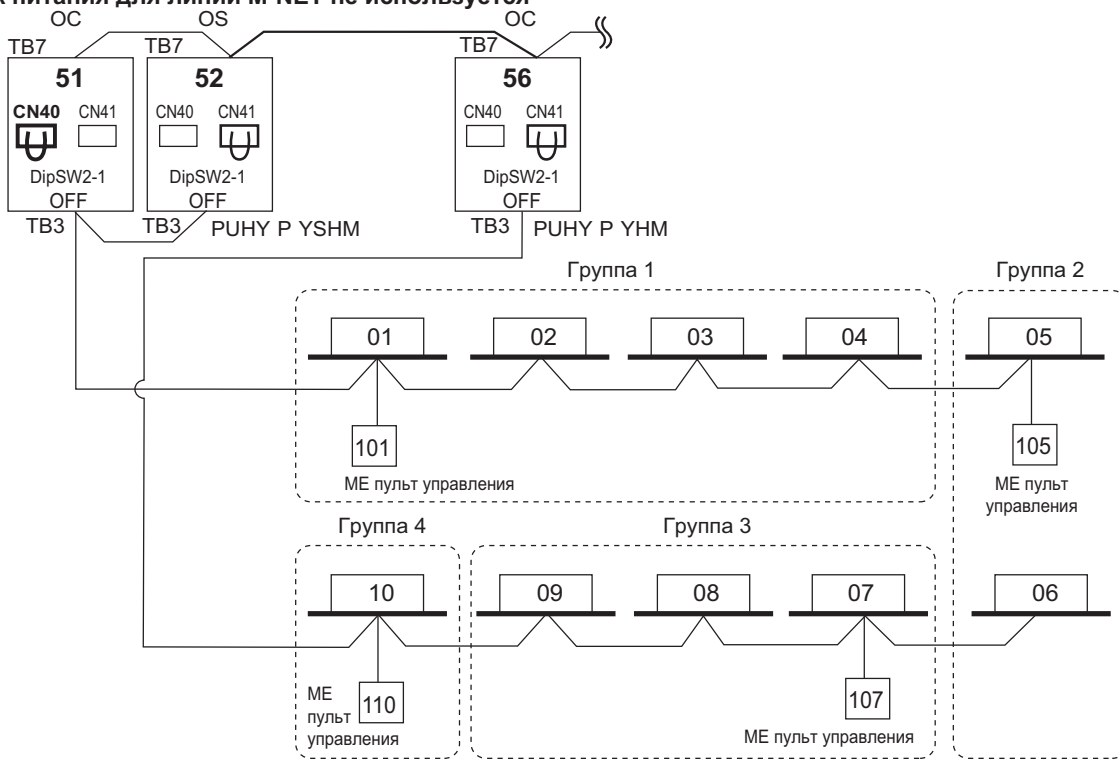 к питания для линии M-NET не используется
OC OS OC
TB7 TB7 TB7
51 52 56
CN40 CN41 CN40 CN41 CN40 CN41
DipSW2-1 DipSW2-1 DipSW2-1
OFF OFF OFF
TB3 TB3 PUHY P YSHM TB3 PUHY P YHM
Группа 1 Группа 2
01 02 03 04 05
101 105
МЕ пульт управления МЕ пульт
управления
Группа 4 Группа 3
10 09 08 07 06
МЕ
пульт
управления
110 107
МЕ пульт управления